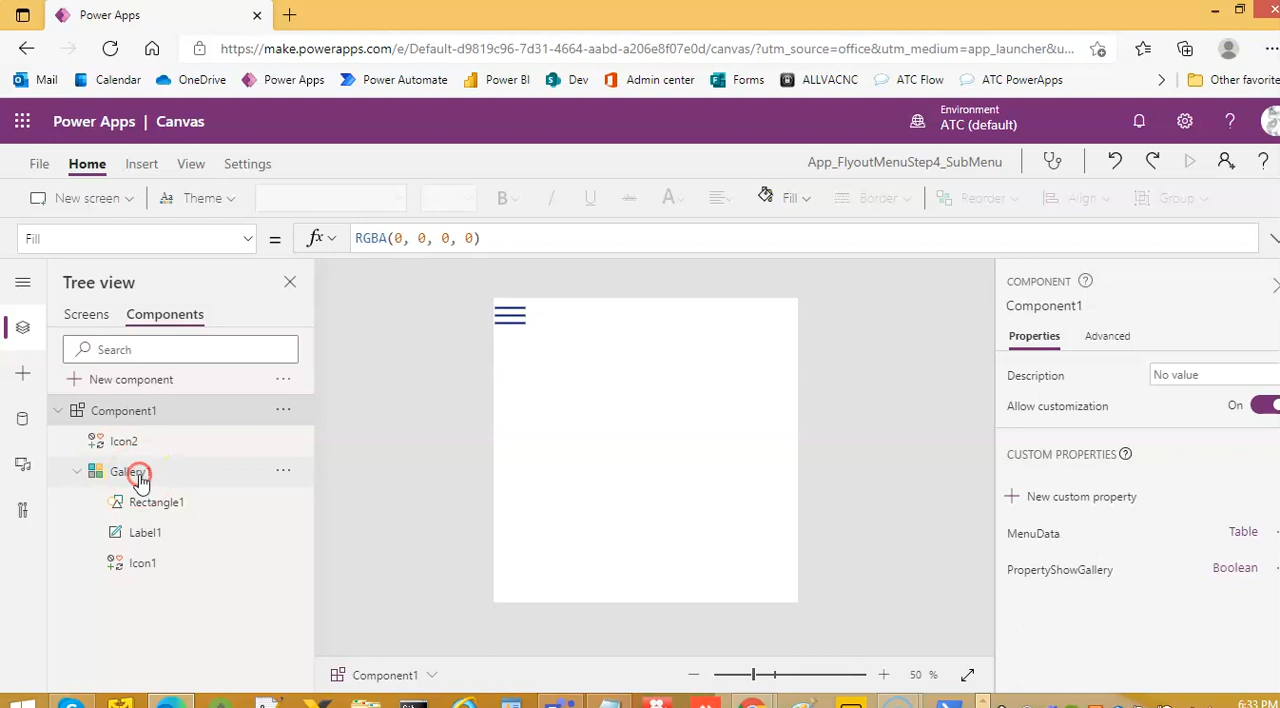 Power Apps
https://make.powerapps.com/e/Default-d9819c96-7d31-4664-aabd-a206e8f07e0d/canvas/?utm_source=office&utm_medium=app_launcher&u...
Mail Calendar OneDrive Power Apps Power Automate Power BI Dev Admin center Forms ALLVACNC ATC Flow ATC PowerApps Other favorite
Power Apps | Canvas
Environment
ATC (default)
File Home Insert View Settings App_FlyoutMenuStep4_SubMenu
New screen Theme B I U A Fill Border Reorder Align Group
Fill = fx RGBA(0, 0, 0, 0)
Tree view
Screens Components
Search
New component
Component1
Icon2
Rectangle1
Label1
Icon1
COMPONENT
Component1
Properties Advanced
Description No value
Allow customization On
CUSTOM PROPERTIES
New custom property
MenuData Table
PropertyShowGallery Boolean
Component1 50 %
6:33 PM